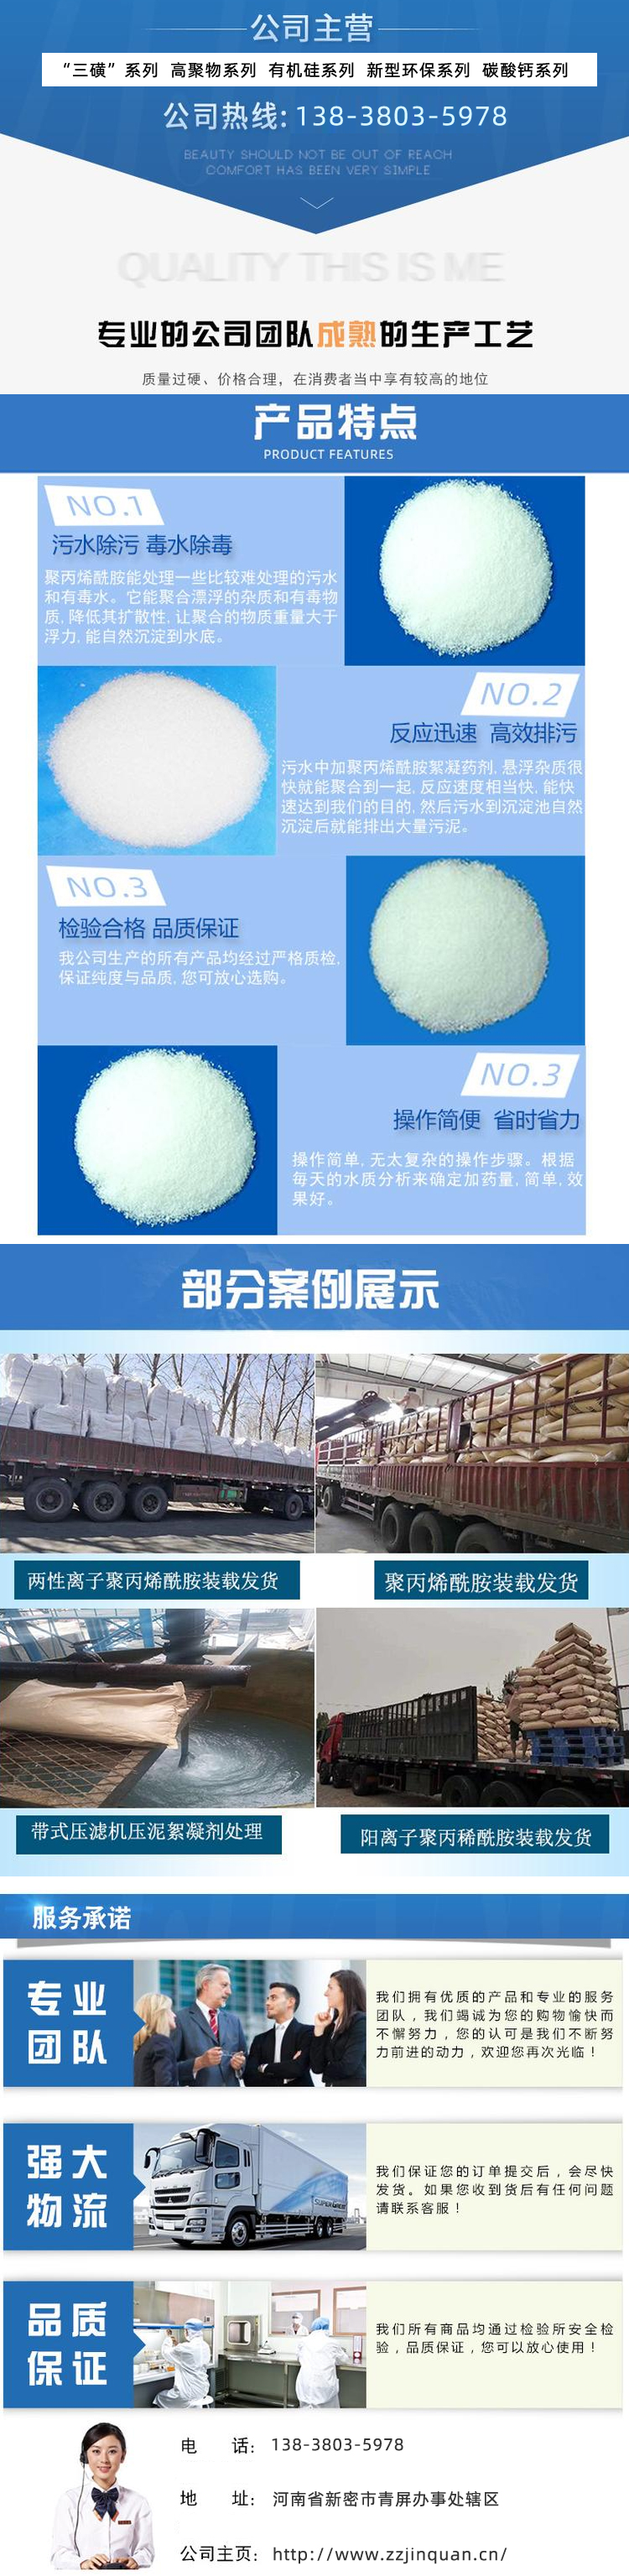 公司主营
“三磺”系列 高聚物系列 有机硅系列 新型环保系列 碳酸钙系列
公司热线: 138-3803-5978
BEAUTY SHOULD NOT BE OUT OF REACH
COMFORT HAS BEEN VERY SIMPLE
QUALITY THIS IS ME
专业的公司团队成熟的生产工艺
质量过硬、价格合理，在消费者当中享有较高的地位
产品特点
PRODUCT FEATURES
NO.1
污水除污 毒水除毒
聚丙烯酰胺能处理一些比较难处理的污水
和有毒水。它能聚合漂浮的杂质和有毒物
质,降低其扩散性,让聚合的物质重量大于
浮力,能自然沉淀到水底。
NO.2
反应迅速 高效排污
污水中加聚丙烯酰胺絮凝药剂,悬浮杂质很
快就能聚合到一起,反应速度相当快,能快
速达到我们的目的,然后污水到沉淀池自然
沉淀后就能排出大量污泥。
NO.3
检验合格 品质保证
我公司生产的所有产品均经过严格质检,
保证纯度与品质,您可放心选购。
NO.3
操作简便 省时省力
操作简单,无太复杂的操作步骤。根据
每天的水质分析来确定加药量,简单,效
果好。
部分案例展示
两性离子聚丙烯酰胺装载发货
聚丙烯酰胺装载发货
带式压滤机压泥絮凝剂处理
阳离子聚丙稀酰胺装载发货
服务承诺
专业
团队
我们拥有优质的产品和专业的服务
团队，我们竭诚为您的购物愉快而
不懈努力，您的认可是我们不断努
力前进的动力，欢迎您再次光临！
强大
物流
我们保证您的订单提交后，会尽快
发货。如果您收到货后有任何问题
请联系客服！
品质
保证
我们所有商品均通过检验所安全检
验，品质保证，您可以放心使用！
电 话: 138-3803-5978
地 址: 河南省新密市青屏办事处辖区
公司主页: http://www.zzjinquan.cn/